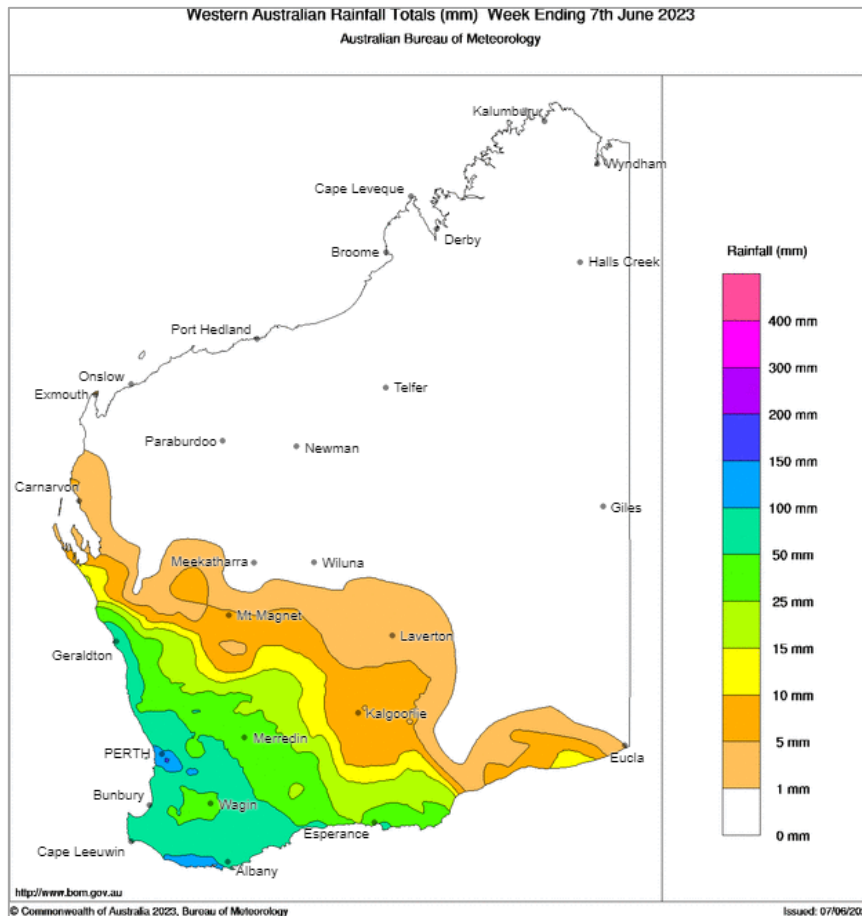 Western Australian Rainfall Totals (mm) Week Ending 7th June 2023
Australian Bureau of Meteorology
Kalumburu
Wyndham
Cape Leveque
Derby
Broome
Halls Creek
Rainfall (mm)
Port Hedland
400 mm
300 mm
Onslow
Exmouth
Telfer
200 mm
Paraburdoo
Newman
150 mm
Carnarvon
Giles
100 mm
Meekatharra
Wiluna
50 mm
Mt Magnet
25 mm
Laverton
Geraldton
15 mm
10 mm
Kalgoorlie
Merredin
5 mm
PERTH
Eucla
1 mm
Bunbury
Wagin
0 mm
Esperance
Cape Leeuwin
Albany
http://www.bom.gov.au
© Commonwealth of Australia 2023, Bureau of Meteorology
Issued: 07/06/20